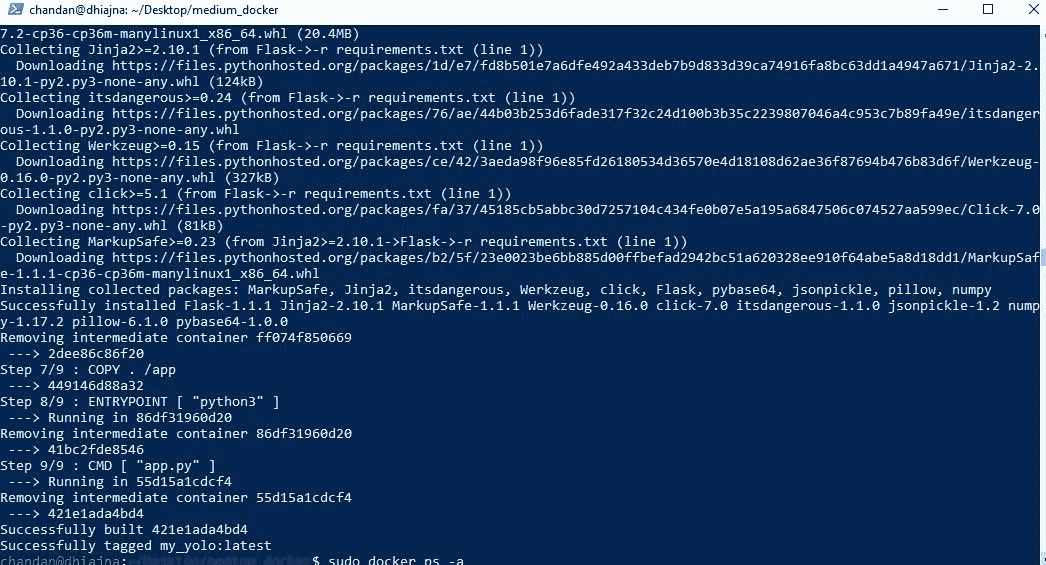 chandan@dhiajna: ~/Desktop/medium_docker
7.2-cp36-cp36m-manylinux1_x86_64.whl (20.4MB)
Collecting Jinja2>=2.10.1 (from Flask->-r requirements.txt (line 1))
  Downloading https://files.pythonhosted.org/packages/1d/e7/fd8b501e7a6dfe492a433deb7b9d833d39ca74916fa8bc63dd1a4947a671/Jinja2-2.
10.1-py2.py3-none-any.whl (124kB)
Collecting itsdangerous>=0.24 (from Flask->-r requirements.txt (line 1))
  Downloading https://files.pythonhosted.org/packages/76/ae/44b03b253d6fade317f32c24d100b3b35c2239807046a4c953c7b89fa49e/itsdanger
ous-1.1.0-py2.py3-none-any.whl
Collecting Werkzeug>=0.15 (from Flask->-r requirements.txt (line 1))
  Downloading https://files.pythonhosted.org/packages/ce/42/3aeda98f96e85fd26180534d36570e4d18108d62ae36f87694b476b83d6f/Werkzeug-
0.16.0-py2.py3-none-any.whl (327kB)
Collecting click>=5.1 (from Flask->-r requirements.txt (line 1))
  Downloading https://files.pythonhosted.org/packages/fa/37/45185cb5abbc30d7257104c434fe0b07e5a195a6847506c074527aa599ec/Click-7.0
-py2.py3-none-any.whl (81kB)
Collecting MarkupSafe>=0.23 (from Jinja2>=2.10.1->Flask->-r requirements.txt (line 1))
  Downloading https://files.pythonhosted.org/packages/b2/5f/23e0023be6bb885d00ffbefad2942bc51a620328ee910f64abe5a8d18dd1/MarkupSaf
e-1.1.1-cp36-cp36m-manylinux1_x86_64.whl
Installing collected packages: MarkupSafe, Jinja2, itsdangerous, Werkzeug, click, Flask, pybase64, jsonpickle, pillow, numpy
Successfully installed Flask-1.1.1 Jinja2-2.10.1 MarkupSafe-1.1.1 Werkzeug-0.16.0 click-7.0 itsdangerous-1.1.0 jsonpickle-1.2 nump
y-1.17.2 pillow-6.1.0 pybase64-1.0.0
Removing intermediate container ff074f850669
 ---> 2dee86c86f20
Step 7/9 : COPY . /app
 ---> 449146d88a32
Step 8/9 : ENTRYPOINT [ "python3" ]
 ---> Running in 86df31960d20
Removing intermediate container 86df31960d20
 ---> 41bc2fde8546
Step 9/9 : CMD [ "app.py" ]
 ---> Running in 55d15a1cdcf4
Removing intermediate container 55d15a1cdcf4
 ---> 421e1ada4bd4
Successfully built 421e1ada4bd4
Successfully tagged my_yolo:latest
chandan@dhiajna: $ sudo docker ps -a